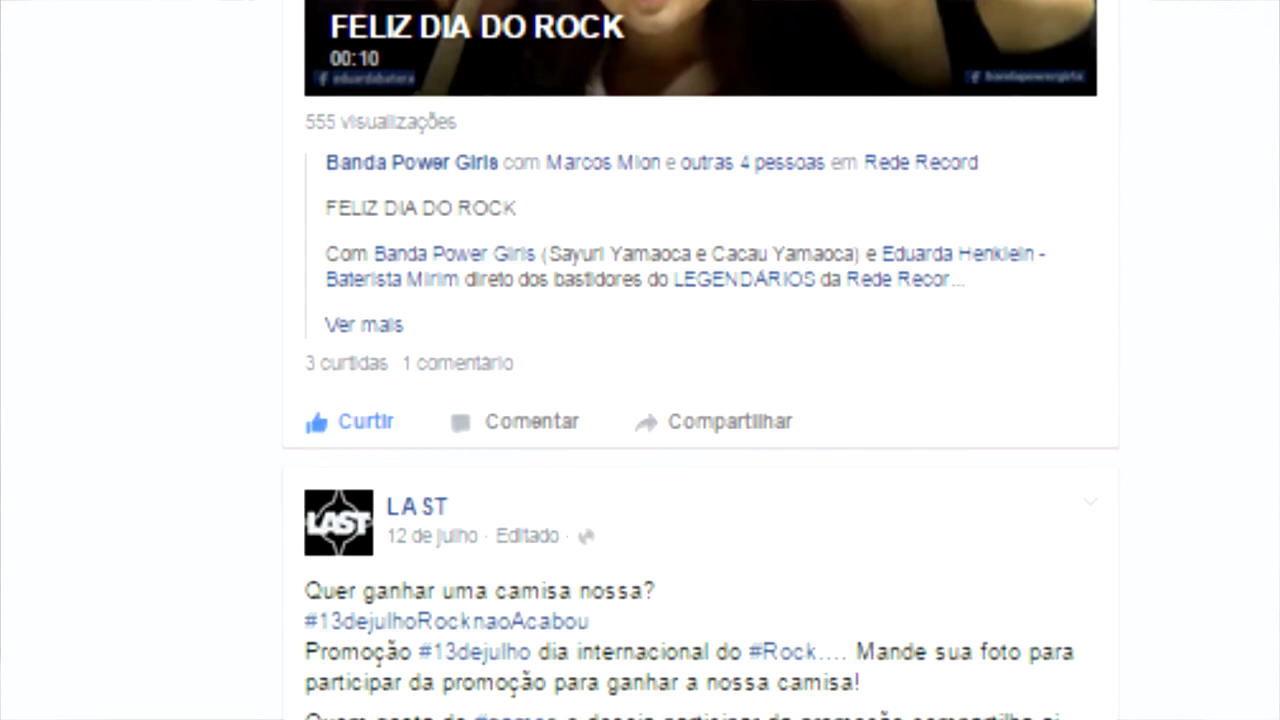 FELIZ DIA DO ROCK
00:10
eduardabatera
bandapowergirls
555 visualizações
Banda Power Girls com Marcos Mion e outras 4 pessoas em Rede Record
FELIZ DIA DO ROCK
Com Banda Power Girls (Sayuri Yamaoca e Cacau Yamaoca) e Eduarda Henklein -
Baterista Mirim direto dos bastidores do LEGENDÁRIOS da Rede Recor...
Ver mais
3 curtidas 1 comentário
Curtir Comentar Compartilhar
LAST
LAST
12 de julho · Editado ·
Quer ganhar uma camisa nossa?
#13dejulhoRocknaoAcabou
Promoção #13dejulho dia internacional do #Rock.... Mande sua foto para
participar da promoção para ganhar a nossa camisa!